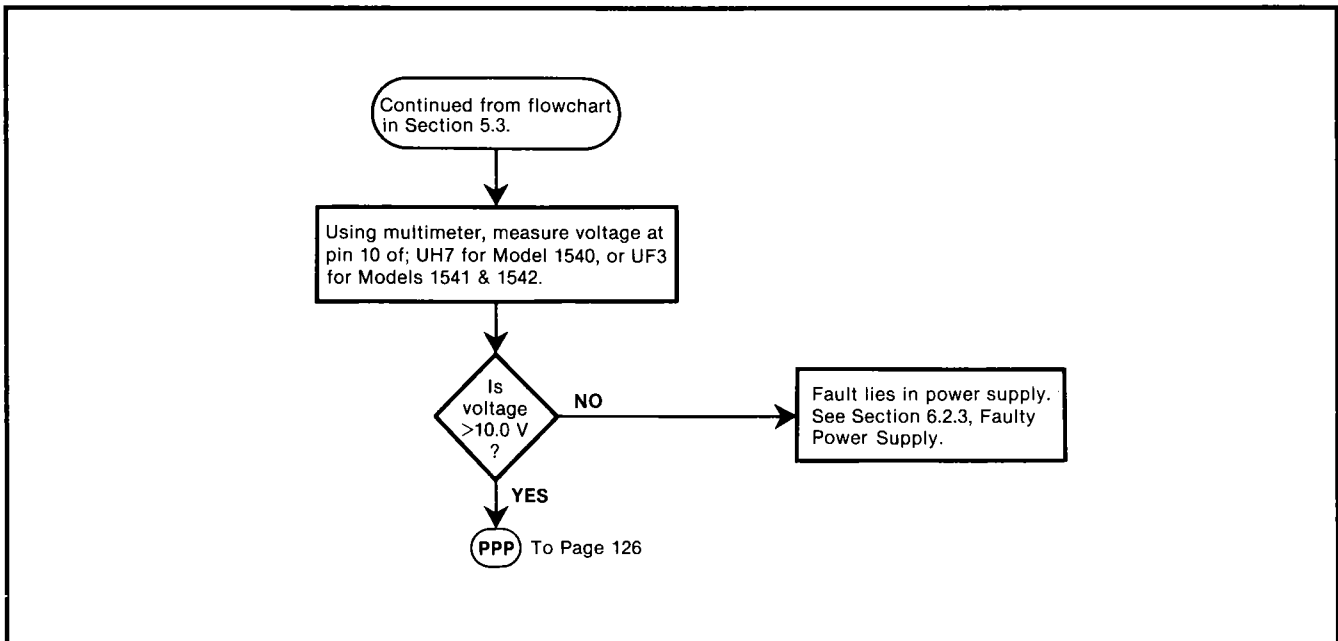 Continued from flowchart
in Section 5.3.
Using multimeter, measure voltage at
pin 10 of; UH7 for Model 1540, or UF3
for Models 1541 & 1542.
Is
voltage
>10.0 V
?
NO
Fault lies in power supply.
See Section 6.2.3, Faulty
Power Supply.
YES
PPP To Page 126